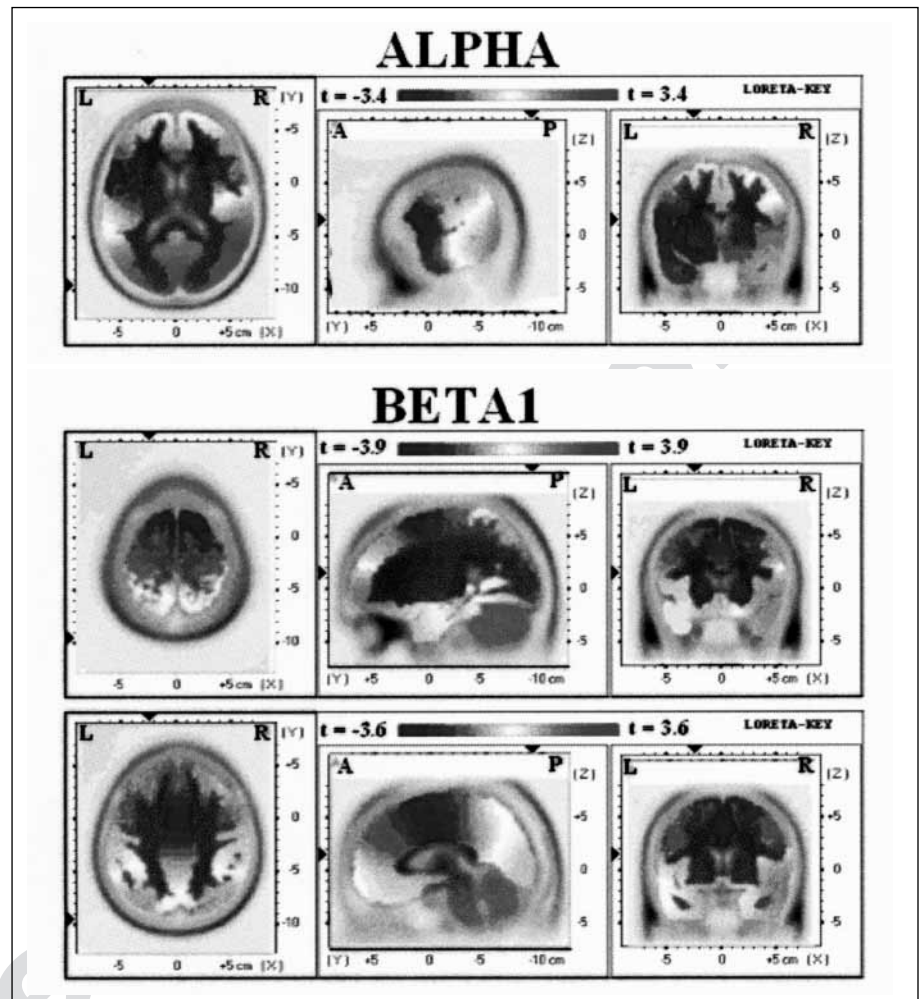 ALPHA
L R [Y] t = -3.4 t = 3.4 LORETA-KEY
A P [Z] L R [Z]
+5 +5 +5
0 0 0
-5 -5 -5
-10
-5 0 +5 cm [X] [Y] +5 0 -5 -10 cm -5 0 +5 cm [X]
BETA1
L R [Y] t = -3.9 t = 3.9 LORETA-KEY
A P [Z] L R [Z]
+5 +5 +5
0 0 0
-5 -5 -5
-10
-5 0 +5 cm [X] [Y] +5 0 -5 -10 cm -5 0 +5 cm [X]
L R [Y] t = -3.6 t = 3.6 LORETA-KEY
A P [Z] L R [Z]
+5 +5 +5
0 0 0
-5 -5 -5
-10
-5 0 +5 cm [X] [Y] +5 0 -5 -10 cm -5 0 +5 cm [X]